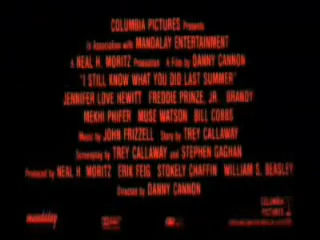 COLUMBIA PICTURES Presents
In Association with MANDALAY ENTERTAINMENT
A NEAL H. MORITZ Production A Film by DANNY CANNON
"I STILL KNOW WHAT YOU DID LAST SUMMER"
JENNIFER LOVE HEWITT FREDDIE PRINZE, JR. BRANDY
MEKHI PHIFER MUSE WATSON BILL COBBS
Music by JOHN FRIZZELL Story by TREY CALLAWAY
Screenplay by TREY CALLAWAY and STEPHEN GAGHAN
Produced by NEAL H. MORITZ ERIK FEIG STOKELY CHAFFIN WILLIAM S. BEASLEY
Directed by DANNY CANNON
mandalay
COLUMBIA
PICTURES